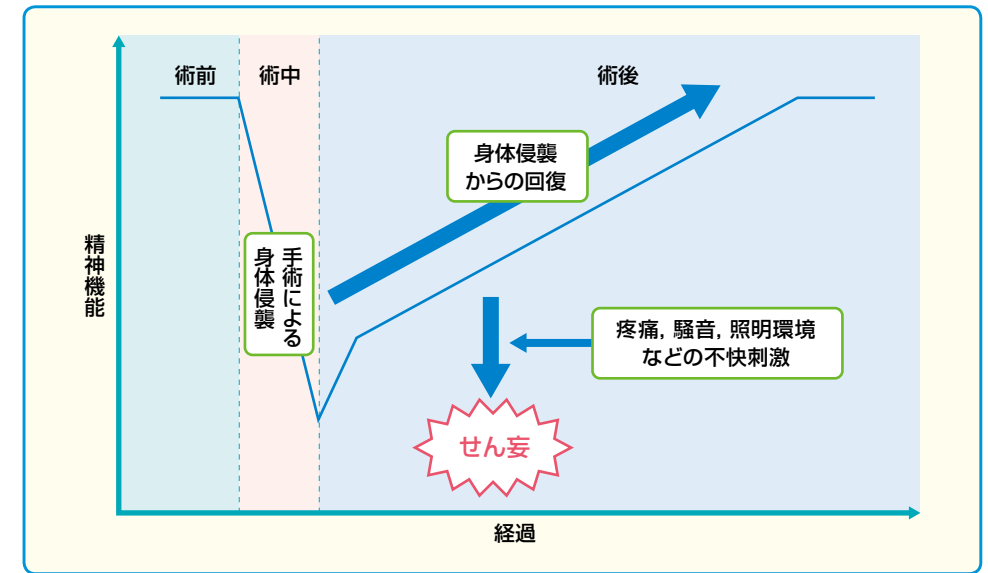 術前
術中
術後
身体侵襲
からの回復
手術による
身体侵襲
精神機能
疼痛, 騒音, 照明環境
などの不快刺激
せん妄
経過